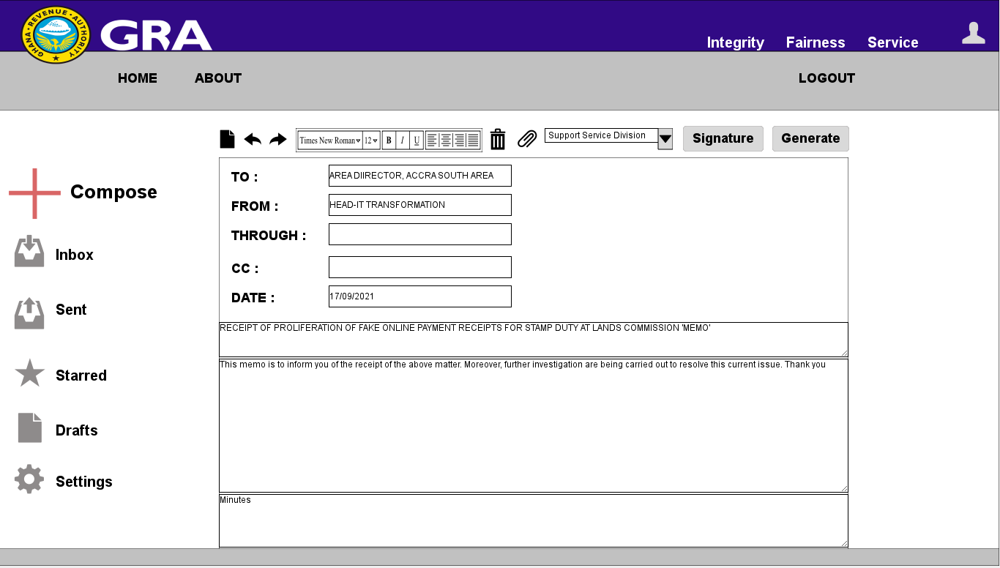 GHANA · REVENUE · AUTHORITY
GRA
Integrity Fairness Service
HOME ABOUT LOGOUT
Times New Roman 12 B I U
Support Service Division
Signature Generate
Compose
Inbox
Sent
Starred
Drafts
Settings
TO : AREA DIIRECTOR, ACCRA SOUTH AREA
FROM : HEAD-IT TRANSFORMATION
THROUGH :
CC :
DATE : 17/09/2021
RECEIPT OF PROLIFERATION OF FAKE ONLINE PAYMENT RECEIPTS FOR STAMP DUTY AT LANDS COMMISSION 'MEMO'
This memo is to inform you of the receipt of the above matter. Moreover, further investigation are being carried out to resolve this current issue. Thank you
Minutes